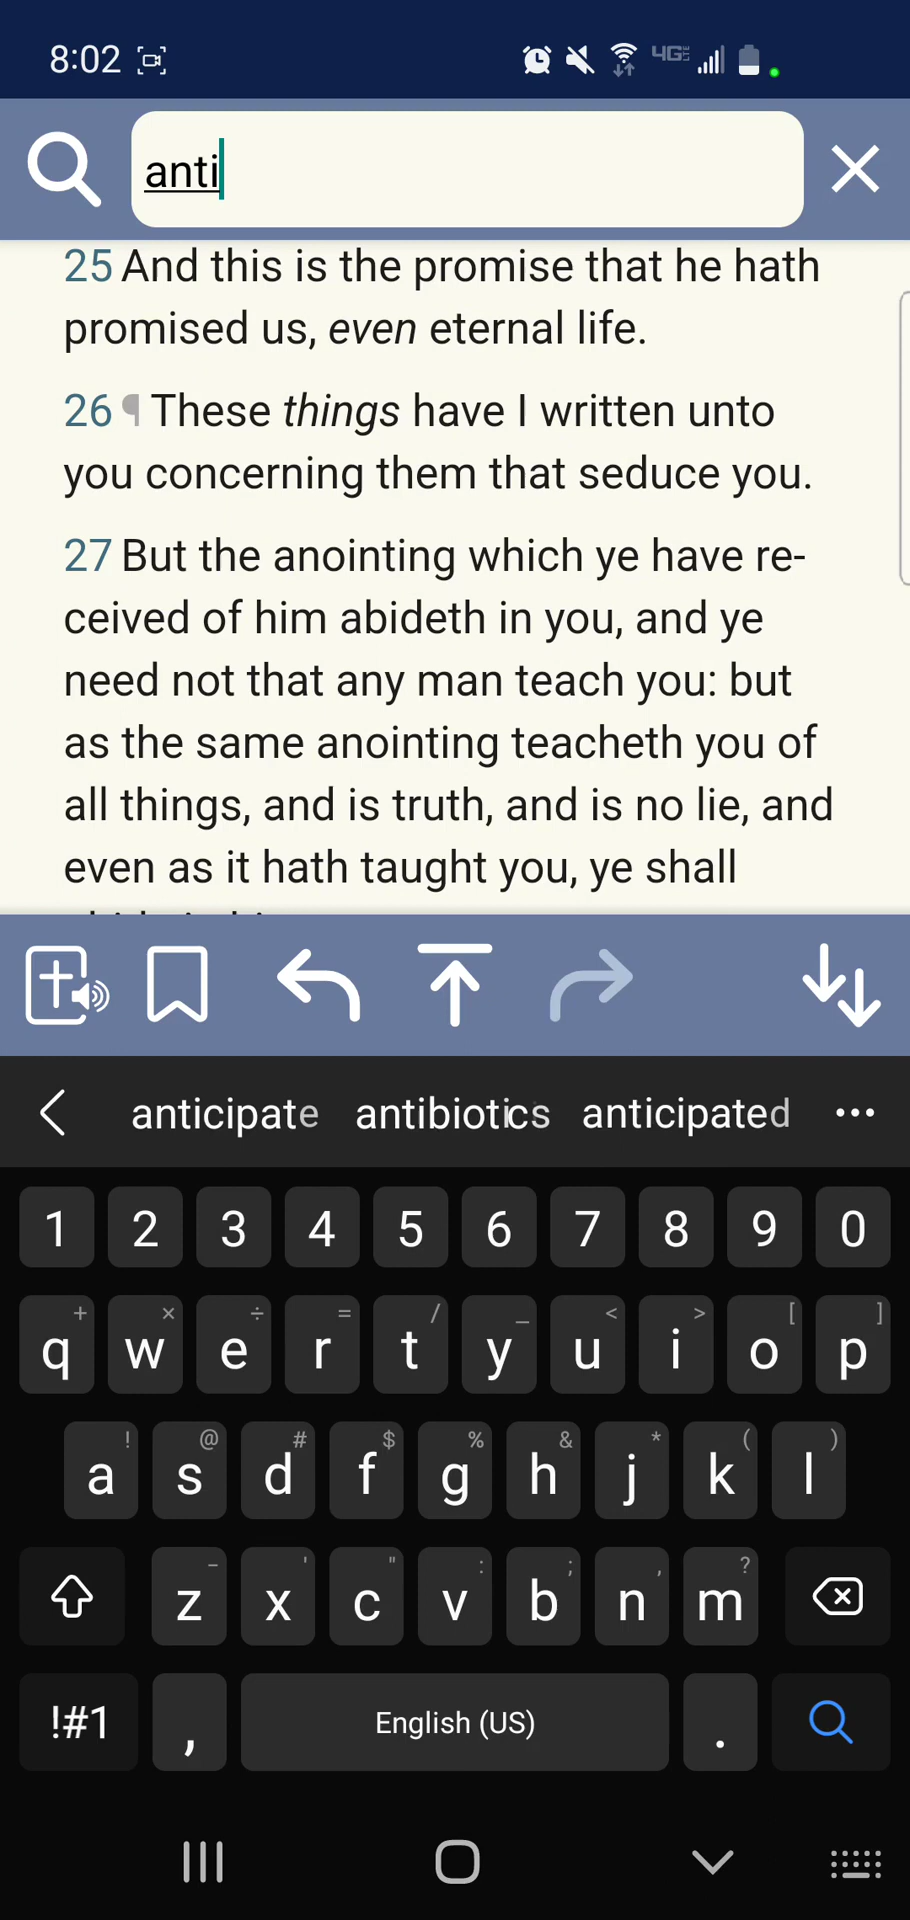 8:02 4G LTE
anti
25 And this is the promise that he hath
promised us, even eternal life.
26 ¶ These things have I written unto
you concerning them that seduce you.
27 But the anointing which ye have re-
ceived of him abideth in you, and ye
need not that any man teach you: but
as the same anointing teacheth you of
all things, and is truth, and is no lie, and
even as it hath taught you, ye shall
anticipate antibiotics anticipated ...
1 2 3 4 5 6 7 8 9 0
+ × ÷ = / _ < > [ ]
q w e r t y u i o p
! @ # $ % & * ( )
a s d f g h j k l
- ' " : ; , ?
z x c v b n m
!#1 , English (US) .